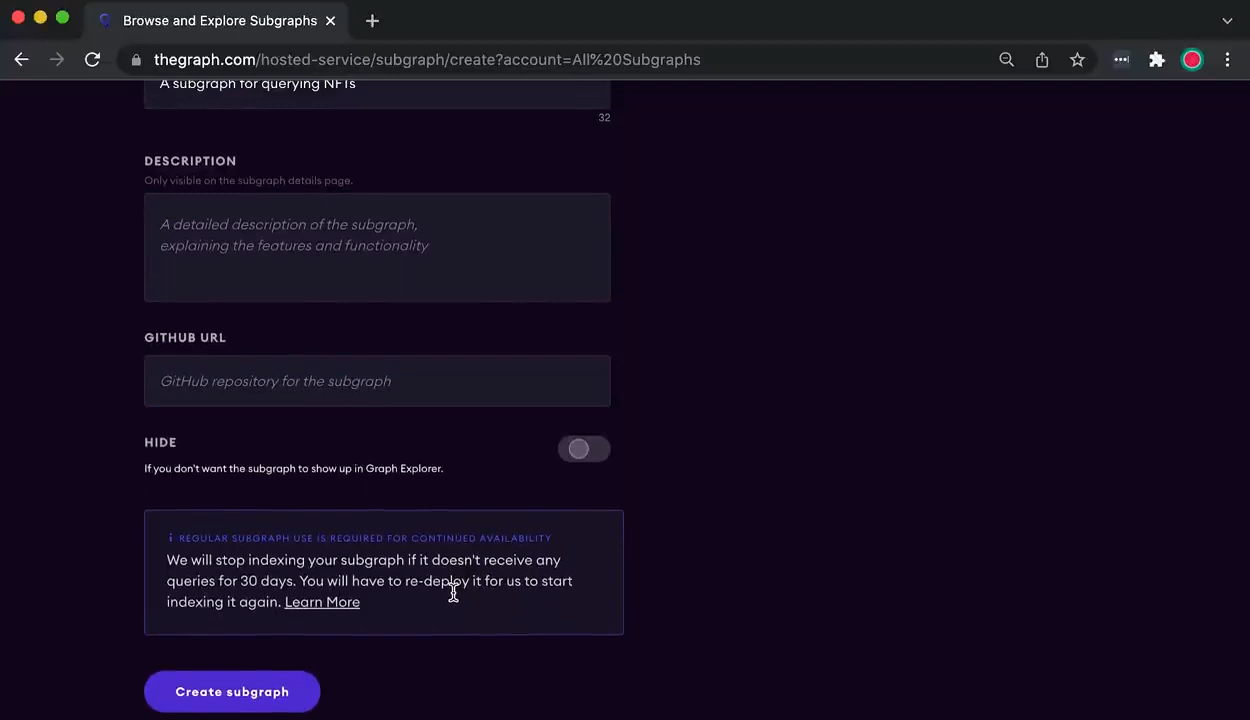 Browse and Explore Subgraphs
thegraph.com/hosted-service/subgraph/create?account=All%20Subgraphs
A subgraph for querying NFTs
32
DESCRIPTION
Only visible on the subgraph details page.
A detailed description of the subgraph,
explaining the features and functionality
GITHUB URL
GitHub repository for the subgraph
HIDE
If you don't want the subgraph to show up in Graph Explorer.
REGULAR SUBGRAPH USE IS REQUIRED FOR CONTINUED AVAILABILITY
We will stop indexing your subgraph if it doesn't receive any
queries for 30 days. You will have to re-deploy it for us to start
indexing it again. Learn More
Create subgraph